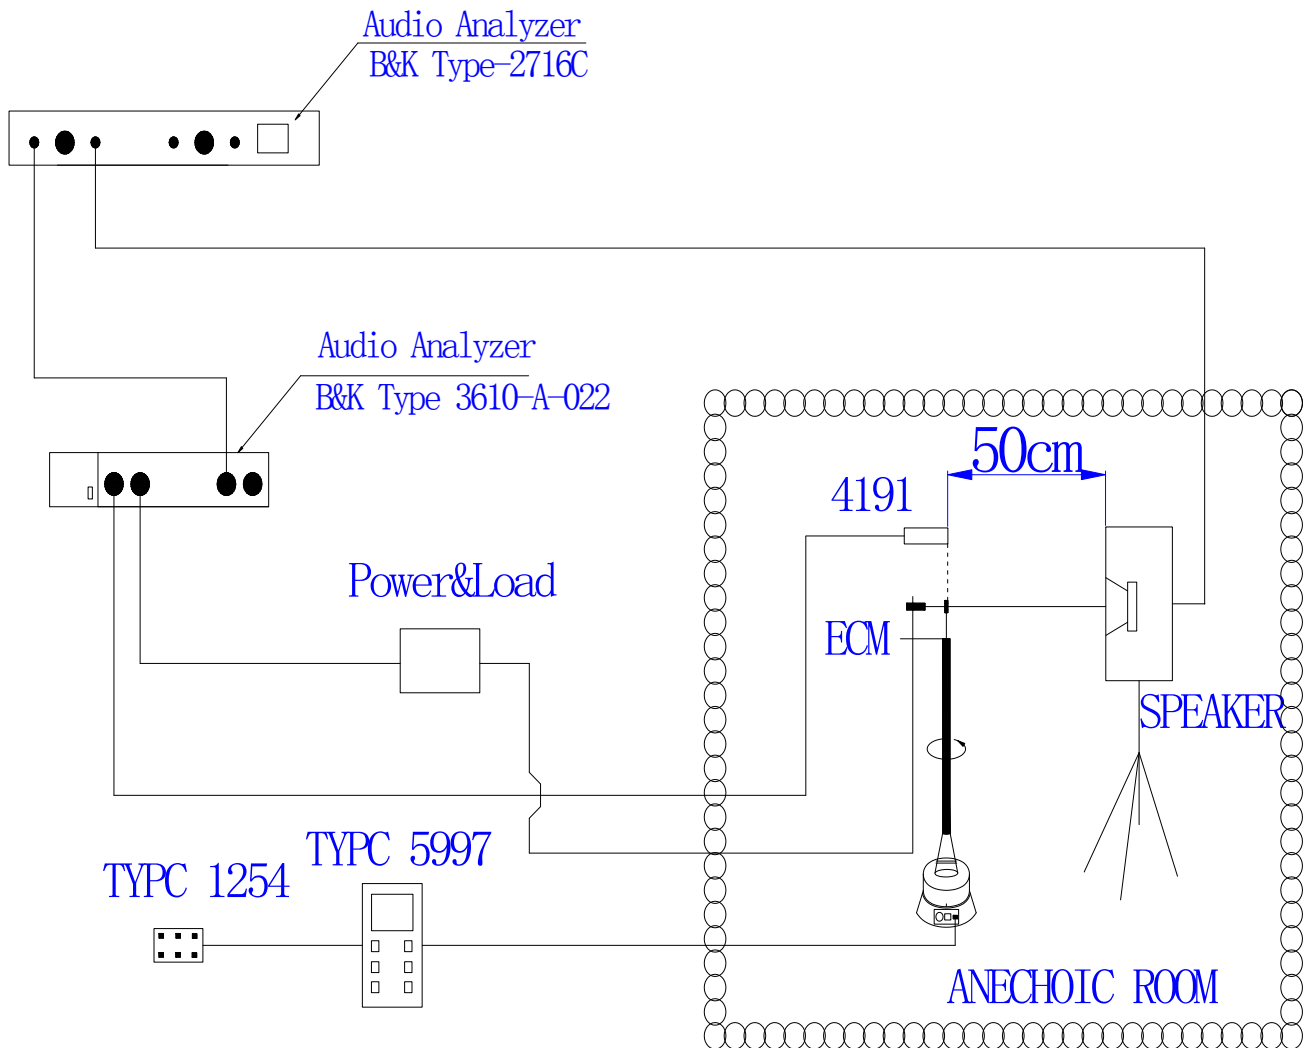 Audio Analyzer
B&K Type-2716C
Audio Analyzer
B&K Type 3610-A-022
50cm
4191
Power&Load
ECM
SPEAKER
TYPC 5997
TYPC 1254
ANECHOIC ROOM